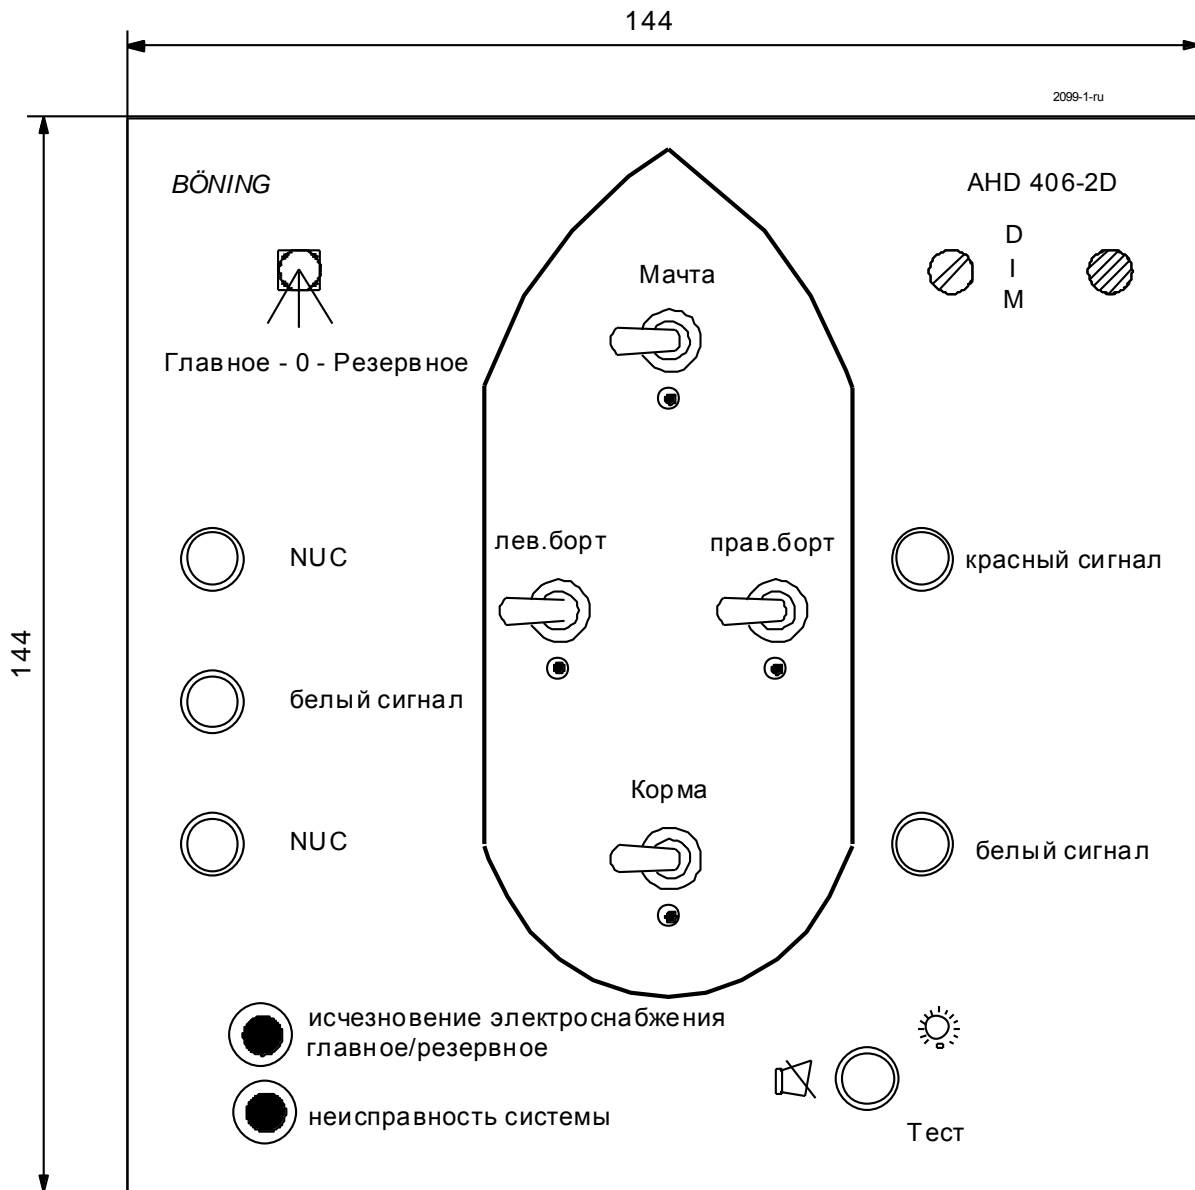 144
2099-1-ru
BÖNING
AHD 406-2D
D
I
M
Мачта
Главное - 0 - Резервное
лев.борт
прав.борт
NUC
красный сигнал
144
белый сигнал
Корма
NUC
белый сигнал
исчезновение электроснабжения
главное/резервное
неисправность системы
Тест